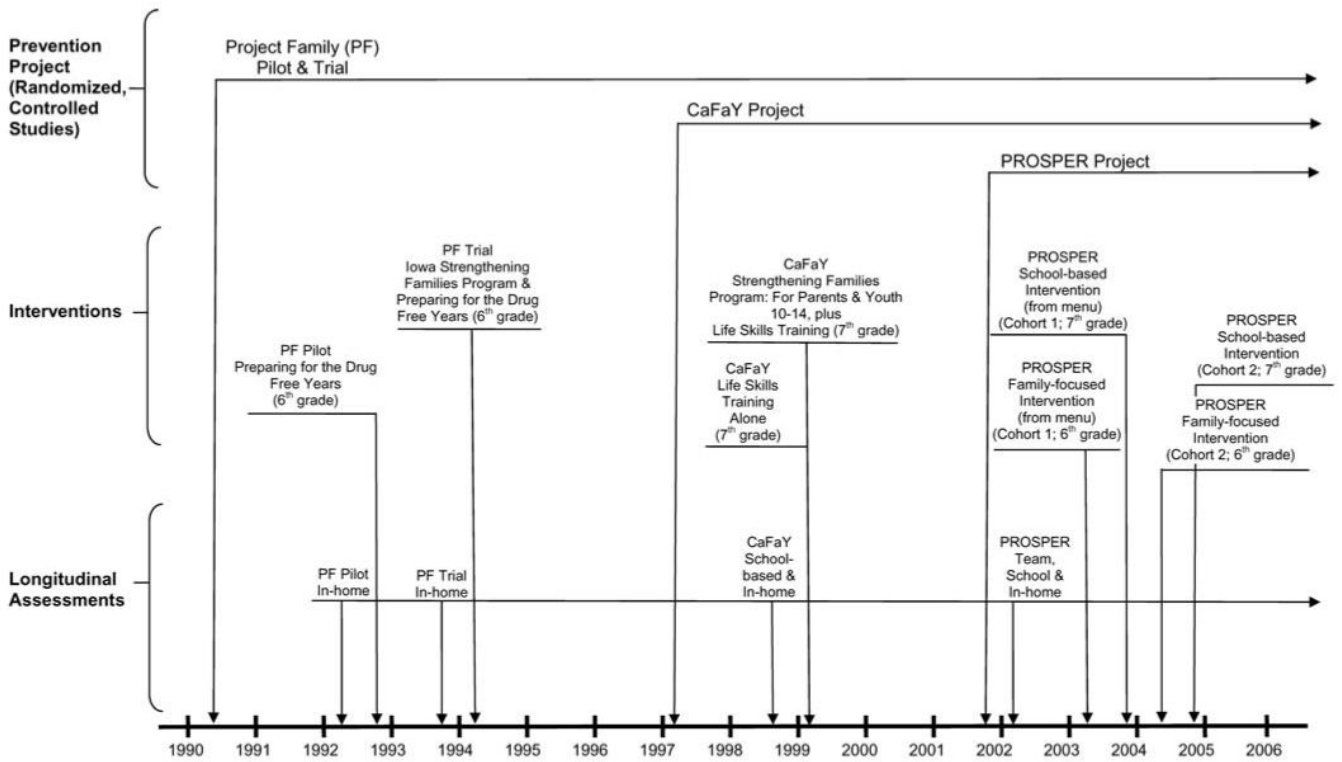 Prevention
Project
(Randomized,
Controlled
Studies)
Project Family (PF)
Pilot & Trial
CaFaY Project
PROSPER Project
Interventions
PF Pilot
Preparing for the Drug
Free Years
(6th grade)
PF Trial
Iowa Strengthening
Families Program &
Preparing for the Drug
Free Years (6th grade)
CaFaY
Strengthening Families
Program: For Parents & Youth
10-14, plus
Life Skills Training (7th grade)
CaFaY
Life Skills
Training
Alone
(7th grade)
PROSPER
School-based
Intervention
(from menu)
(Cohort 1; 7th grade)
PROSPER
Family-focused
Intervention
(from menu)
(Cohort 1; 6th grade)
PROSPER
School-based
Intervention
(Cohort 2; 7th grade)
PROSPER
Family-focused
Intervention
(Cohort 2; 6th grade)
Longitudinal
Assessments
PF Pilot
In-home
PF Trial
In-home
CaFaY
School-
based &
In-home
PROSPER
Team,
School &
In-home
1990 1991 1992 1993 1994 1995 1996 1997 1998 1999 2000 2001 2002 2003 2004 2005 2006